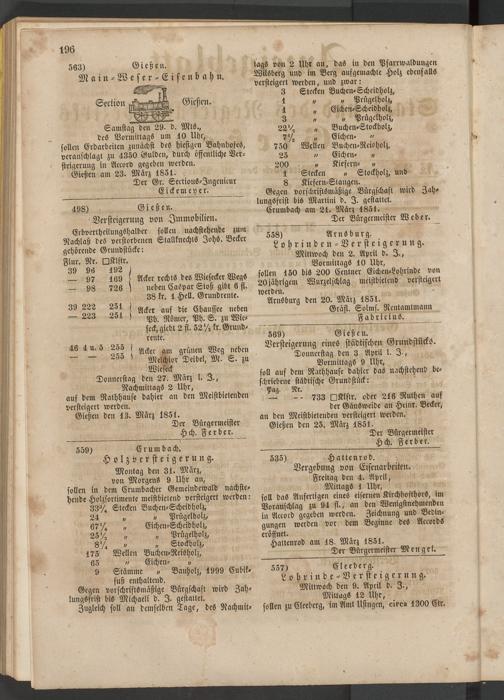 196
563) Gießen.
Main-Weser-Eisenbahn.
Section Gießen.
Samstag den 29. d. Mts,
des Vormittags um 10 Uhr,
sollen Erdarbeiten zunächst des hiesigen Bahnhofes,
veranschlagt zu 4350 Gulden, durch öffentliche Ver-
steigerung in Accord gegeben werden.
Gießen am 23. März 1851.
Der Gr. Sections-Ingenieur
Eickemeyer.
498) Gießen.
Versteigerung von Immobilien.
Erbvertheilungshalber sollen nachstehende zum
Nachlaß des verstorbenen Stallknechts Johs. Becker
gehörende Grundstücke:
Flur. Nr. □Klftr.
39 96 192
— 97 169
— 98 726
Acker rechts des Wiesecker Wegs
neben Caspar Sioß gibt 6 fl.
38 kr. 1 Hell. Grundrente.
39 222 251
— 223 251
Acker auf die Chaussee neben
Ph. Römer, Ph. S. zu Wie-
seck, giebt 2 fl. 52¼ kr. Grund-
rente.
46 4 u. 5 255
— — 255
Acker am grünen Weg neben
Melchior Deibel, M. S. zu
Wieseck
Donnerstag den 27. März l. J.,
Nachmittags 2 Uhr,
auf dem Rathhause dahier an den Meistbietenden
versteigert werden.
Gießen am 13. März 1851.
Der Bürgermeister
Hch. Ferber.
559) Crumbach.
Holzversteigerung.
Montag den 31. März,
von Morgens 9 Uhr an,
sollen in dem Crumbacher Gemeindewald nachste-
hende Holzsortimente meistbietend versteigert werden:
33¾ Stecken Buchen-Scheidholz,
24 „ „ Prügelholz,
67¼ „ Eichen-Scheidholz,
25½ „ „ Prügelholz,
8¼ „ „ Stockholz,
175 Wellen Buchen-Reisholz,
65 „ Eichen- „
9 Stämme „ Bauholz, 1999 Cubik-
fuß enthaltend.
Gegen vorschriftsmäßige Bürgschaft wird Zah-
lungsfrist bis Michaeli d. J. gestattet.
Zugleich soll an demselben Tage, des Nachmit-
tags von 2 Uhr an, das in den Pfarrwaldungen
Wilsberg und im Berg aufgemachte Holz ebenfalls
versteigert werden, und zwar:
3 Stecken Buchen-Scheidholz,
1 „ „ Prügelholz,
4 „ Eichen-Scheidholz,
3 „ „ Prügelholz,
22½ „ Buchen-Stockholz,
7½ „ Eichen- „
750 Wellen Buchen-Reisholz,
25 „ Eichen- „
200 „ Kiefern- „
1 Stecken „ Stockholz, und
8 Kiefern-Stangen.
Gegen vorschriftsmäßige Bürgschaft wird Zah-
lungsfrist bis Martini d. J. gestattet.
Crumbach am 21. März 1851.
Der Bürgermeister Weber.
558) Arnsburg.
Lohrinden-Versteigerung.
Mittwoch den 2. April d. J.,
Vormittags 10 Uhr,
sollen 150 bis 200 Centner Eichen-Lohrinde von
20jährigem Wurzelschlag meistbietend versteigert
werden.
Arnsburg den 20. März 1851.
Gräfl. Solms. Rentamtmann
Fabricius.
569) Gießen.
Versteigerung eines städtischen Grundstücks.
Donnerstag den 3 April l. J.,
Vormittags 9 Uhr,
soll auf dem Rathhause dahier das nachstehend be-
schriebene städtische Grundstück:
Pag. Nr.
— — 733 □Klftr. oder 216 Ruthen auf
der Gänsweide an Heinr. Becker,
an den Meistbietenden versteigert werden.
Gießen den 25. März 1851.
Der Bürgermeister
Hch. Ferber.
535) Hattenrod.
Vergebung von Eisenarbeiten.
Freitag den 4. April,
Mittags 1 Uhr,
soll das Anfertigen eines eisernen Kirchhofthors, im
Voranschlag zu 94 fl., an den Wenigstnehmenden
in Accord gegeben werden. Zeichnung und Bedin-
gungen werden vor dem Beginne des Accords
eröffnet.
Hattenrod am 18. März 1851.
Der Bürgermeister Mengel.
557) Cleeberg.
Lohrinde-Versteigerung.
Mittwoch den 9. April d. J.,
Mittags 12 Uhr,
sollen zu Cleeberg, im Amt Usingen, circa 1300 Ctr.